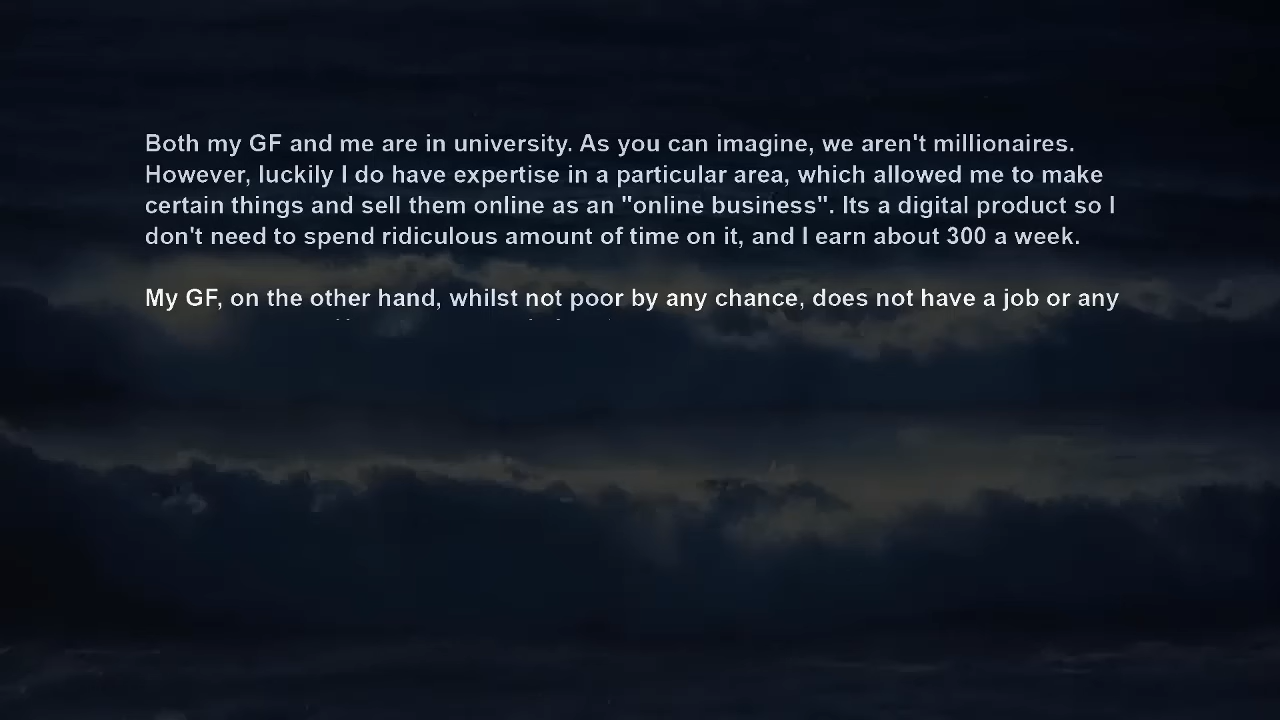 Both my GF and me are in university. As you can imagine, we aren't millionaires.
However, luckily I do have expertise in a particular area, which allowed me to make
certain things and sell them online as an "online business". Its a digital product so I
don't need to spend ridiculous amount of time on it, and I earn about 300 a week.
My GF, on the other hand, whilst not poor by any chance, does not have a job or any